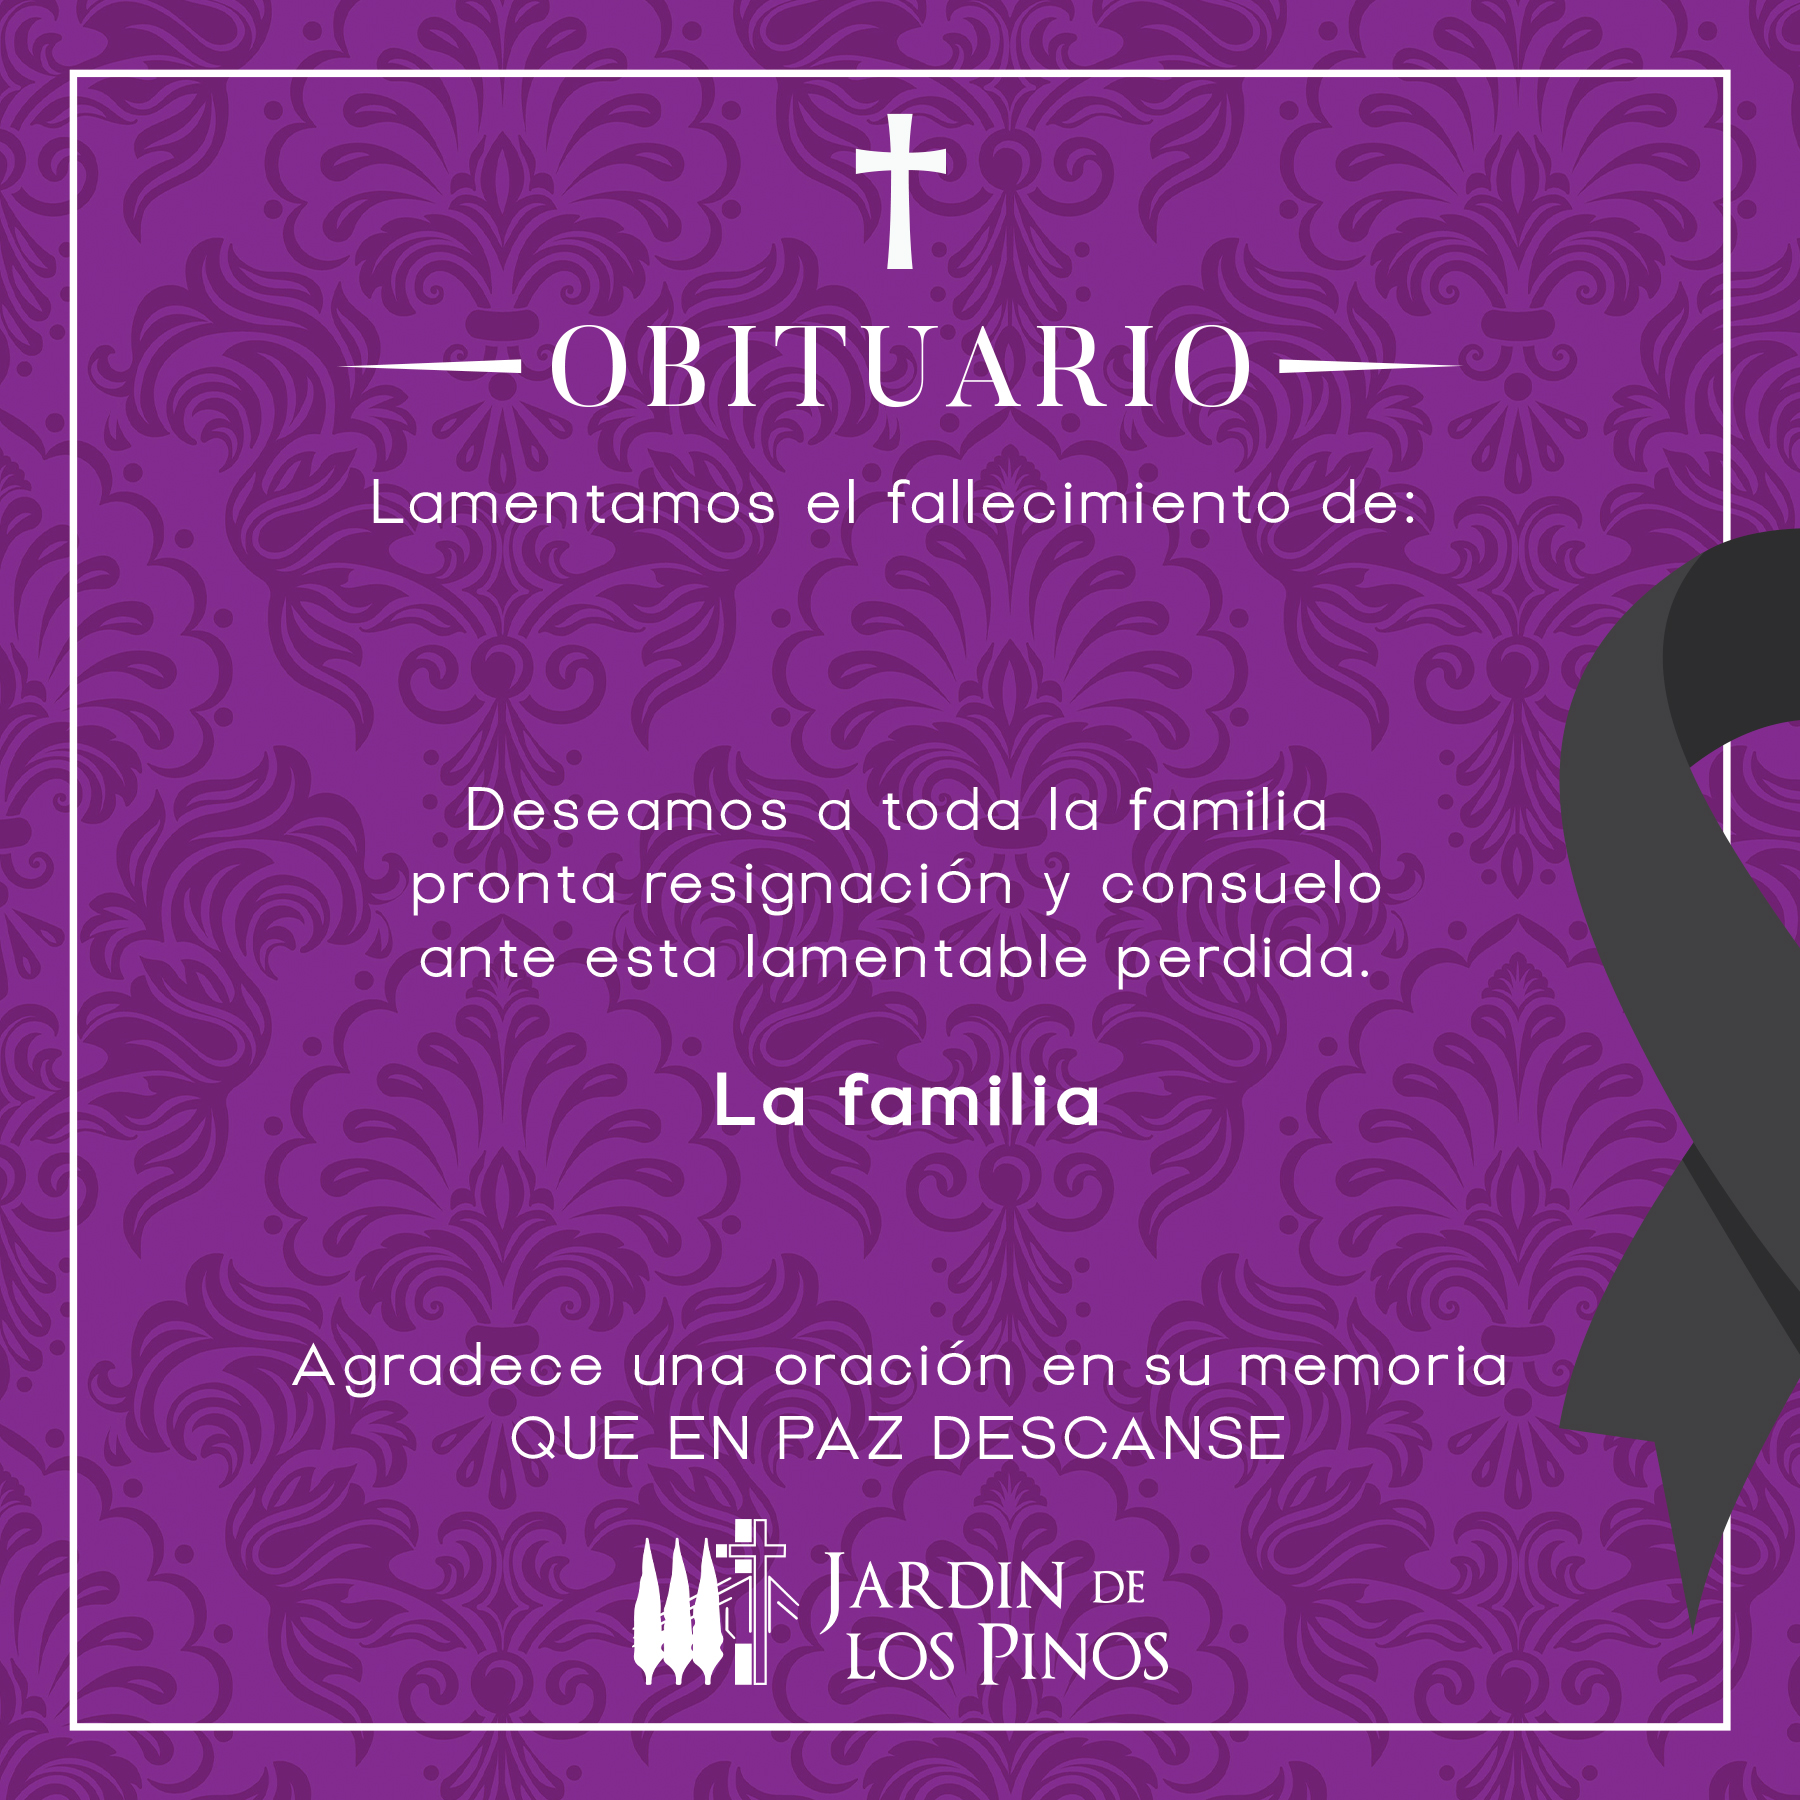 OBITUARIO
Lamentamos el fallecimiento de:
Deseamos a toda la familia
pronta resignación y consuelo
ante esta lamentable perdida.
La familia
Agradece una oración en su memoria
QUE EN PAZ DESCANSE
JARDIN DE
LOS PINOS